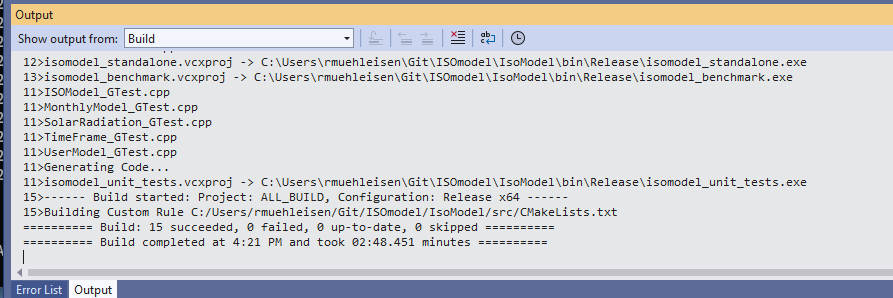 Output
Show output from: Build
12>isomodel_standalone.vcxproj -> C:\Users\rmuehleisen\Git\ISOmodel\IsoModel\bin\Release\isomodel_standalone.exe
13>isomodel_benchmark.vcxproj -> C:\Users\rmuehleisen\Git\ISOmodel\IsoModel\bin\Release\isomodel_benchmark.exe
11>ISOModel_GTest.cpp
11>MonthlyModel_GTest.cpp
11>SolarRadiation_GTest.cpp
11>TimeFrame_GTest.cpp
11>UserModel_GTest.cpp
11>Generating Code...
11>isomodel_unit_tests.vcxproj -> C:\Users\rmuehleisen\Git\ISOmodel\IsoModel\bin\Release\isomodel_unit_tests.exe
15>------ Build started: Project: ALL_BUILD, Configuration: Release x64 ------
15>Building Custom Rule C:/Users/rmuehleisen/Git/ISOmodel/IsoModel/src/CMakeLists.txt
========== Build: 15 succeeded, 0 failed, 0 up-to-date, 0 skipped ==========
========== Build completed at 4:21 PM and took 02:48.451 minutes ==========
Error List Output